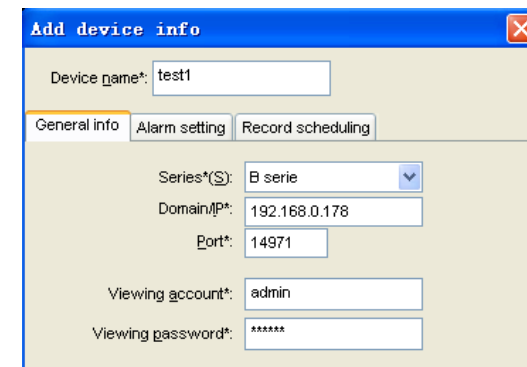 Add device info
Device name*: test1
General info Alarm setting Record scheduling
Series*(S): B serie
Domain/IP*: 192.168.0.178
Port*: 14971
Viewing account*: admin
Viewing password*: ******